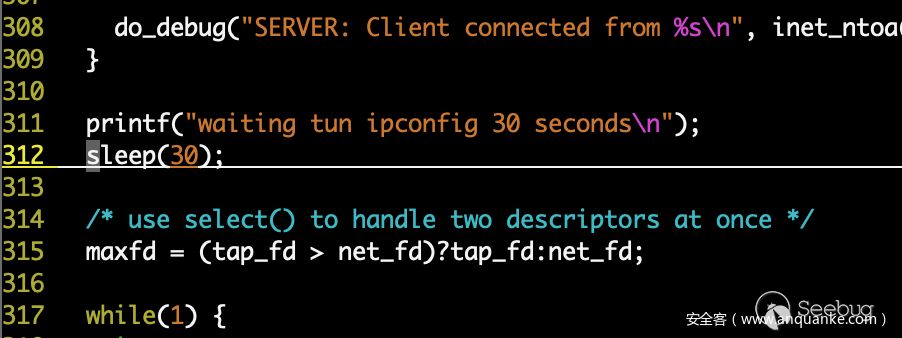 308 do_debug("SERVER: Client connected from %s\n", inet_ntoa(
309 }
310
311 printf("waiting tun ipconfig 30 seconds\n");
312 sleep(30);
313
314 /* use select() to handle two descriptors at once */
315 maxfd = (tap_fd > net_fd)?tap_fd:net_fd;
316
317 while(1) {
Seebug
安全客（www.anquanke.com）